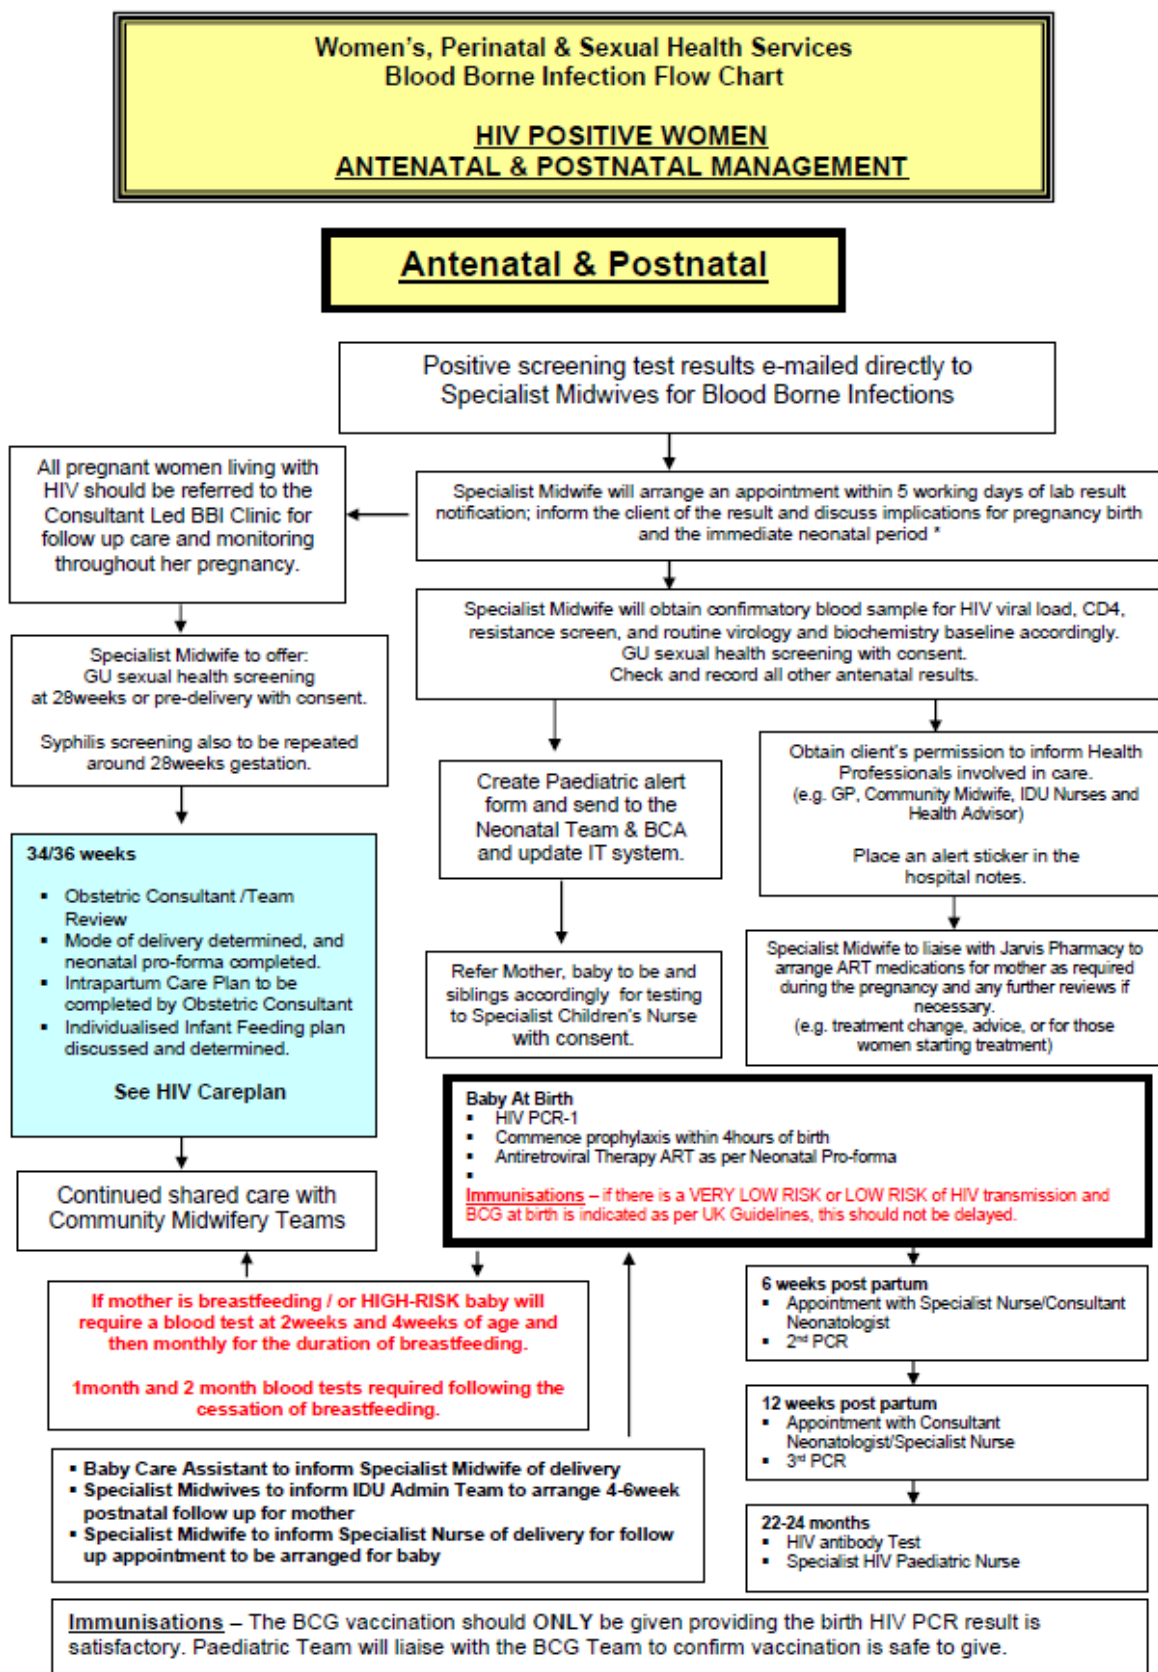 Women's, Perinatal & Sexual Health Services
Blood Borne Infection Flow Chart
HIV POSITIVE WOMEN
ANTENATAL & POSTNATAL MANAGEMENT
Antenatal & Postnatal
Positive screening test results e-mailed directly to
Specialist Midwives for Blood Borne Infections
All pregnant women living with
HIV should be referred to the
Consultant Led BBI Clinic for
follow up care and monitoring
throughout her pregnancy.
Specialist Midwife will arrange an appointment within 5 working days of lab result
notification; inform the client of the result and discuss implications for pregnancy birth
and the immediate neonatal period *
Specialist Midwife will obtain confirmatory blood sample for HIV viral load, CD4,
resistance screen, and routine virology and biochemistry baseline accordingly.
GU sexual health screening with consent.
Check and record all other antenatal results.
Specialist Midwife to offer:
GU sexual health screening
at 28weeks or pre-delivery with consent.
Syphilis screening also to be repeated
around 28weeks gestation.
Create Paediatric alert
form and send to the
Neonatal Team & BCA
and update IT system.
Obtain client's permission to inform Health
Professionals involved in care.
(e.g. GP, Community Midwife, IDU Nurses and
Health Advisor)
Place an alert sticker in the
hospital notes.
34/36 weeks
▪ Obstetric Consultant /Team
Review
▪ Mode of delivery determined, and
neonatal pro-forma completed.
▪ Intrapartum Care Plan to be
completed by Obstetric Consultant
▪ Individualised Infant Feeding plan
discussed and determined.
See HIV Careplan
Refer Mother, baby to be and
siblings accordingly for testing
to Specialist Children's Nurse
with consent.
Specialist Midwife to liaise with Jarvis Pharmacy to
arrange ART medications for mother as required
during the pregnancy and any further reviews if
necessary.
(e.g. treatment change, advice, or for those
women starting treatment)
Baby At Birth
▪ HIV PCR-1
▪ Commence prophylaxis within 4hours of birth
▪ Antiretroviral Therapy ART as per Neonatal Pro-forma
▪
Immunisations – if there is a VERY LOW RISK or LOW RISK of HIV transmission and
BCG at birth is indicated as per UK Guidelines, this should not be delayed.
Continued shared care with
Community Midwifery Teams
If mother is breastfeeding / or HIGH-RISK baby will
require a blood test at 2weeks and 4weeks of age and
then monthly for the duration of breastfeeding.
1month and 2 month blood tests required following the
cessation of breastfeeding.
6 weeks post partum
▪ Appointment with Specialist Nurse/Consultant
Neonatologist
▪ 2nd PCR
12 weeks post partum
▪ Appointment with Consultant
Neonatologist/Specialist Nurse
▪ 3rd PCR
▪ Baby Care Assistant to inform Specialist Midwife of delivery
▪ Specialist Midwives to inform IDU Admin Team to arrange 4-6week
postnatal follow up for mother
▪ Specialist Midwife to inform Specialist Nurse of delivery for follow
up appointment to be arranged for baby
22-24 months
▪ HIV antibody Test
▪ Specialist HIV Paediatric Nurse
Immunisations – The BCG vaccination should ONLY be given providing the birth HIV PCR result is
satisfactory. Paediatric Team will liaise with the BCG Team to confirm vaccination is safe to give.